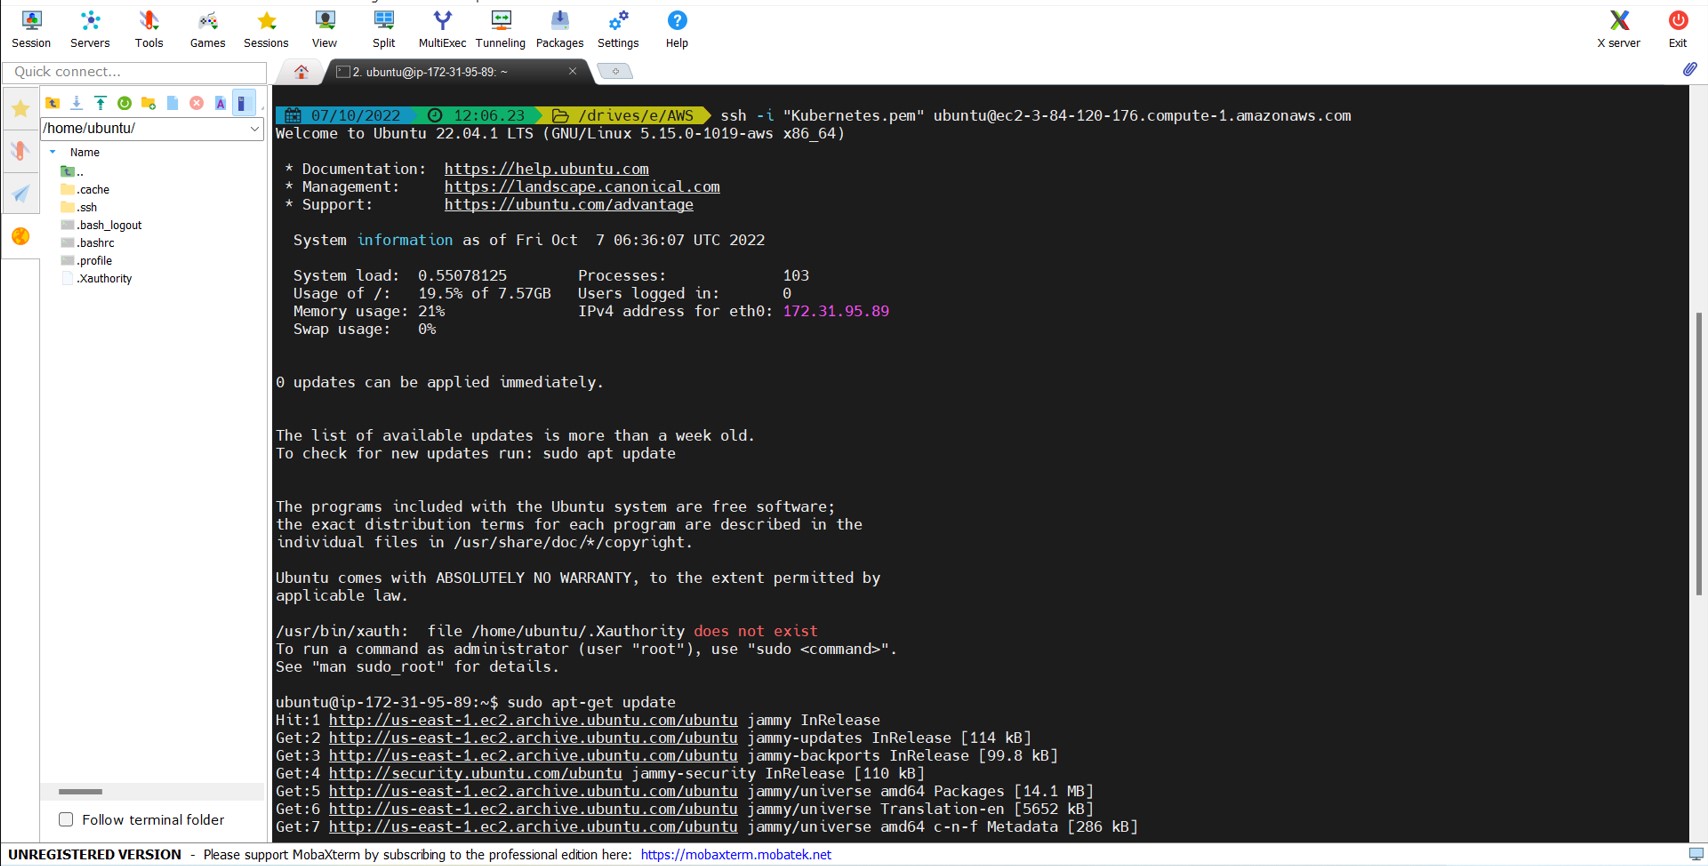 Session Servers Tools Games Sessions View Split MultiExec Tunneling Packages Settings Help X server Exit
Quick connect...
2. ubuntu@ip-172-31-95-89: ~
/home/ubuntu/
Name
..
.cache
.ssh
.bash_logout
.bashrc
.profile
.Xauthority
Follow terminal folder
07/10/2022 12:06.23 /drives/e/AWS ssh -i "Kubernetes.pem" ubuntu@ec2-3-84-120-176.compute-1.amazonaws.com
Welcome to Ubuntu 22.04.1 LTS (GNU/Linux 5.15.0-1019-aws x86_64)
* Documentation: https://help.ubuntu.com
* Management: https://landscape.canonical.com
* Support: https://ubuntu.com/advantage
System information as of Fri Oct 7 06:36:07 UTC 2022
System load: 0.55078125 Processes: 103
Usage of /: 19.5% of 7.57GB Users logged in: 0
Memory usage: 21% IPv4 address for eth0: 172.31.95.89
Swap usage: 0%
0 updates can be applied immediately.
The list of available updates is more than a week old.
To check for new updates run: sudo apt update
The programs included with the Ubuntu system are free software;
the exact distribution terms for each program are described in the
individual files in /usr/share/doc/*/copyright.
Ubuntu comes with ABSOLUTELY NO WARRANTY, to the extent permitted by
applicable law.
/usr/bin/xauth: file /home/ubuntu/.Xauthority does not exist
To run a command as administrator (user "root"), use "sudo <command>".
See "man sudo_root" for details.
ubuntu@ip-172-31-95-89:~$ sudo apt-get update
Hit:1 http://us-east-1.ec2.archive.ubuntu.com/ubuntu jammy InRelease
Get:2 http://us-east-1.ec2.archive.ubuntu.com/ubuntu jammy-updates InRelease [114 kB]
Get:3 http://us-east-1.ec2.archive.ubuntu.com/ubuntu jammy-backports InRelease [99.8 kB]
Get:4 http://security.ubuntu.com/ubuntu jammy-security InRelease [110 kB]
Get:5 http://us-east-1.ec2.archive.ubuntu.com/ubuntu jammy/universe amd64 Packages [14.1 MB]
Get:6 http://us-east-1.ec2.archive.ubuntu.com/ubuntu jammy/universe Translation-en [5652 kB]
Get:7 http://us-east-1.ec2.archive.ubuntu.com/ubuntu jammy/universe amd64 c-n-f Metadata [286 kB]
UNREGISTERED VERSION - Please support MobaXterm by subscribing to the professional edition here: https://mobaxterm.mobatek.net